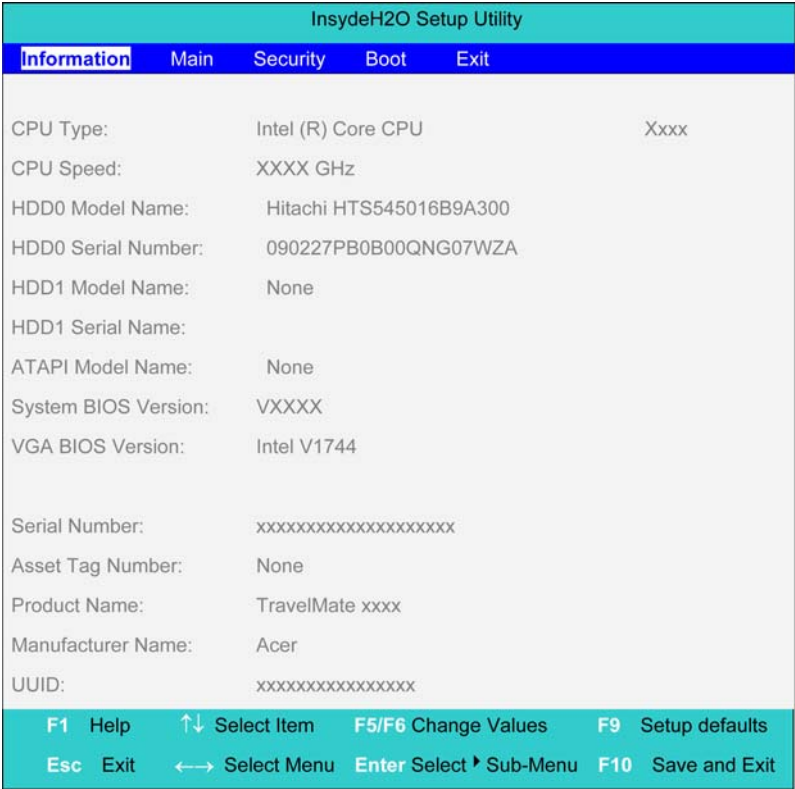 InsydeH2O Setup Utility
Information Main Security Boot Exit
CPU Type: Intel (R) Core CPU Xxxx
CPU Speed: XXXX GHz
HDD0 Model Name: Hitachi HTS545016B9A300
HDD0 Serial Number: 090227PB0B00QNG07WZA
HDD1 Model Name: None
HDD1 Serial Name:
ATAPI Model Name: None
System BIOS Version: VXXXX
VGA BIOS Version: Intel V1744
Serial Number: xxxxxxxxxxxxxxxxxxxx
Asset Tag Number: None
Product Name: TravelMate xxxx
Manufacturer Name: Acer
UUID: xxxxxxxxxxxxxxxx
F1 Help ↑↓ Select Item F5/F6 Change Values F9 Setup defaults
Esc Exit ←→ Select Menu Enter Select ▸ Sub-Menu F10 Save and Exit